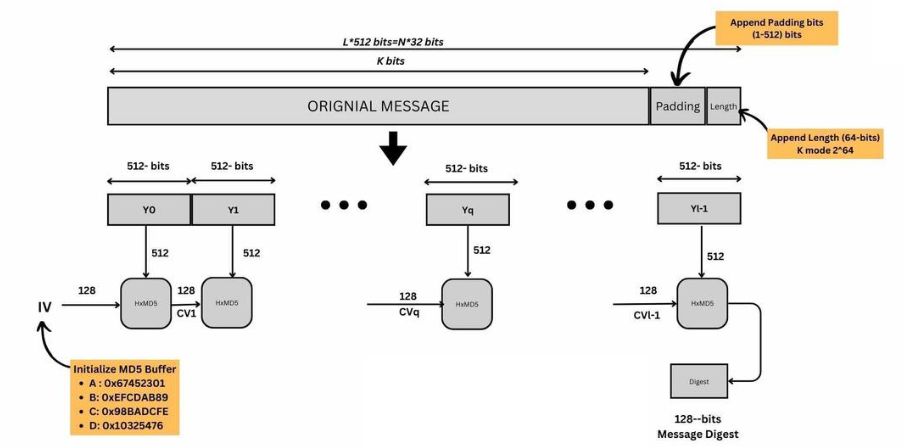 Append Padding bits
(1-512) bits
L*512 bits=N*32 bits
K bits
ORIGNIAL MESSAGE
Padding
Length
Append Length (64-bits)
K mode 2*64
512- bits
512- bits
512- bits
512- bits
Y0
Y1
Yq
Yl-1
512
512
512
512
IV
128
HxMD5
128
CV1
HxMD5
128
CVq
HxMD5
128
CVl-1
HxMD5
Initialize MD5 Buffer
• A : 0x67452301
• B: 0xEFCDAB89
• C: 0x98BADCFE
• D: 0x10325476
Digest
128--bits
Message Digest